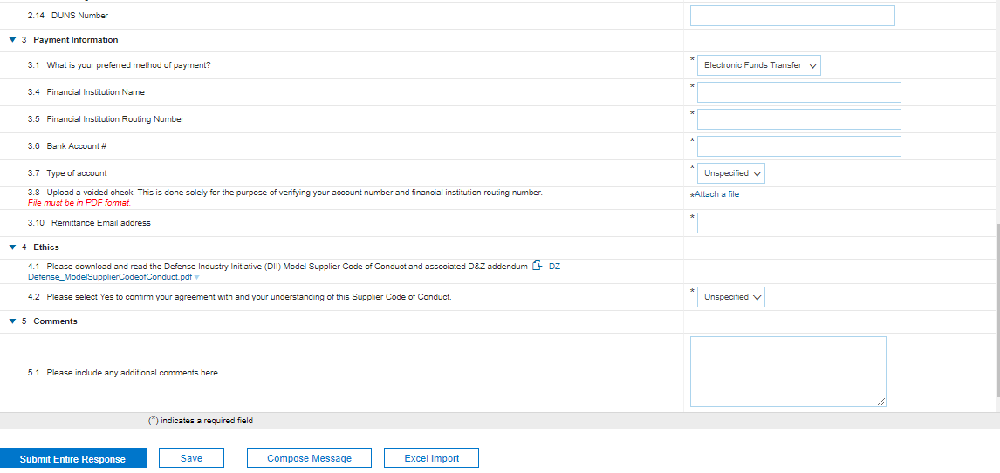 2.14 DUNS Number
▼ 3 Payment Information
3.1 What is your preferred method of payment?
* Electronic Funds Transfer
3.4 Financial Institution Name
*
3.5 Financial Institution Routing Number
*
3.6 Bank Account #
*
3.7 Type of account
* Unspecified
3.8 Upload a voided check. This is done solely for the purpose of verifying your account number and financial institution routing number.
File must be in PDF format.
*Attach a file
3.10 Remittance Email address
*
▼ 4 Ethics
4.1 Please download and read the Defense Industry Initiative (DII) Model Supplier Code of Conduct and associated D&Z addendum DZ
Defense_ModelSupplierCodeofConduct.pdf
4.2 Please select Yes to confirm your agreement with and your understanding of this Supplier Code of Conduct.
* Unspecified
▼ 5 Comments
5.1 Please include any additional comments here.
(*) indicates a required field
Submit Entire Response
Save
Compose Message
Excel Import